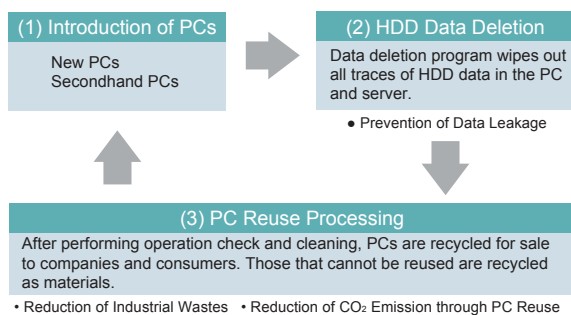 (1) Introduction of PCs
New PCs
Secondhand PCs
(2) HDD Data Deletion
Data deletion program wipes out
all traces of HDD data in the PC
and server.
● Prevention of Data Leakage
(3) PC Reuse Processing
After performing operation check and cleaning, PCs are recycled for sale
to companies and consumers. Those that cannot be reused are recycled
as materials.
• Reduction of Industrial Wastes • Reduction of CO₂ Emission through PC Reuse